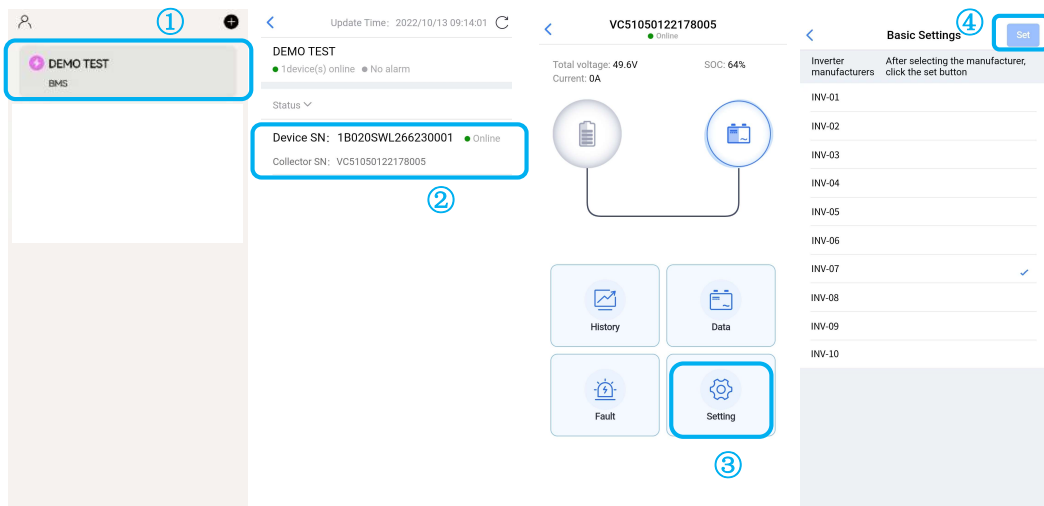 ①
DEMO TEST
BMS
Update Time: 2022/10/13 09:14:01
DEMO TEST
1device(s) online No alarm
Status
Device SN: 1B020SWL266230001 Online
Collector SN: VC51050122178005
②
VC51050122178005
Online
Total voltage: 49.6V SOC: 64%
Current: 0A
History Data
Fault Setting
③
④
Basic Settings Set
Inverter manufacturers
After selecting the manufacturer,
click the set button
INV-01
INV-02
INV-03
INV-04
INV-05
INV-06
INV-07
INV-08
INV-09
INV-10